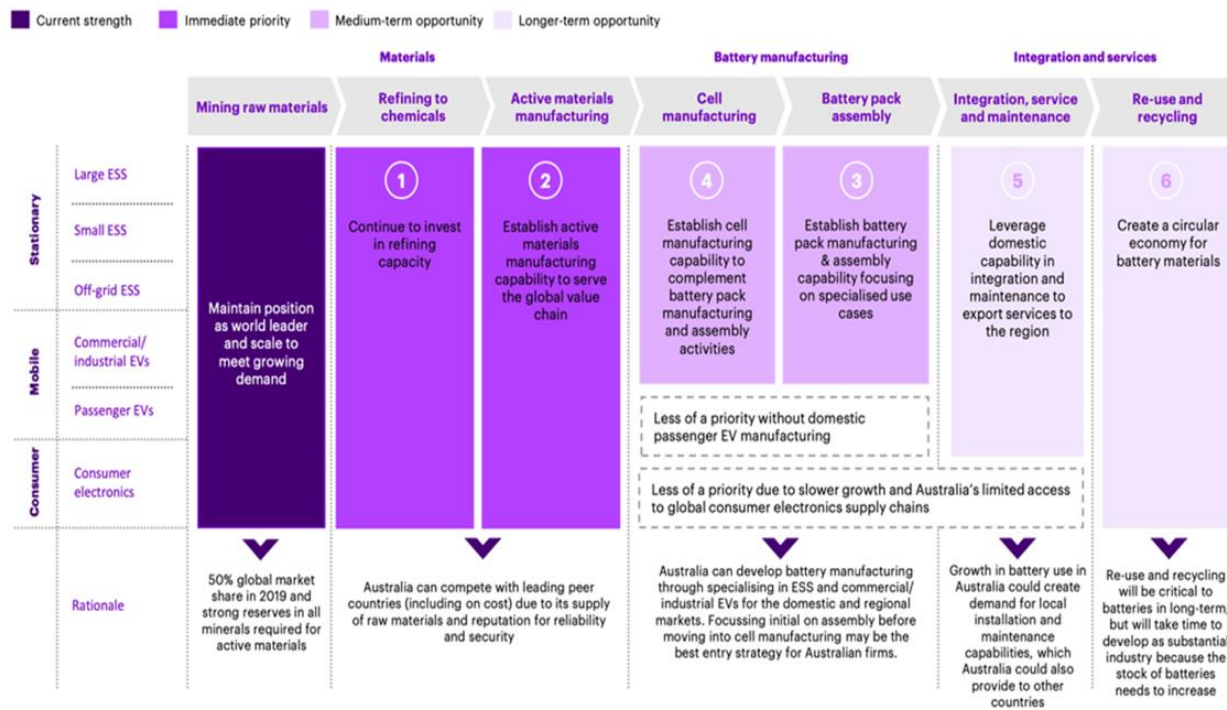 Current strength
Immediate priority
Medium-term opportunity
Longer-term opportunity
Materials
Battery manufacturing
Integration and services
Mining raw materials
Refining to
chemicals
Active materials
manufacturing
Cell
manufacturing
Battery pack
assembly
Integration, service
and maintenance
Re-use and
recycling
Stationary
Large ESS
Small ESS
Off-grid ESS
Mobile
Commercial/
industrial EVs
Passenger EVs
Consumer
Consumer
electronics
Maintain position
as world leader
and scale to
meet growing
demand
1
Continue to invest
in refining
capacity
2
Establish active
materials
manufacturing
capability to serve
the global value
chain
4
Establish cell
manufacturing
capability to
complement
battery pack
manufacturing
and assembly
activities
3
Establish battery
pack manufacturing
& assembly
capability focusing
on specialised use
cases
5
Leverage
domestic
capability in
integration and
maintenance to
export services to
the region
6
Create a circular
economy for
battery materials
Less of a priority without domestic
passenger EV manufacturing
Less of a priority due to slower growth and Australia's limited access
to global consumer electronics supply chains
Rationale
50% global market
share in 2019 and
strong reserves in all
minerals required for
active materials
Australia can compete with leading peer
countries (including on cost) due to its supply
of raw materials and reputation for reliability
and security
Australia can develop battery manufacturing
through specialising in ESS and commercial/
industrial EVs for the domestic and regional
markets. Focussing initial on assembly before
moving into cell manufacturing may be the
best entry strategy for Australian firms.
Growth in battery use in
Australia could create
demand for local
installation and
maintenance
capabilities, which
Australia could also
provide to other
countries
Re-use and recycling
will be critical to
batteries in long-term,
but will take time to
develop as substantial
industry because the
stock of batteries
needs to increase